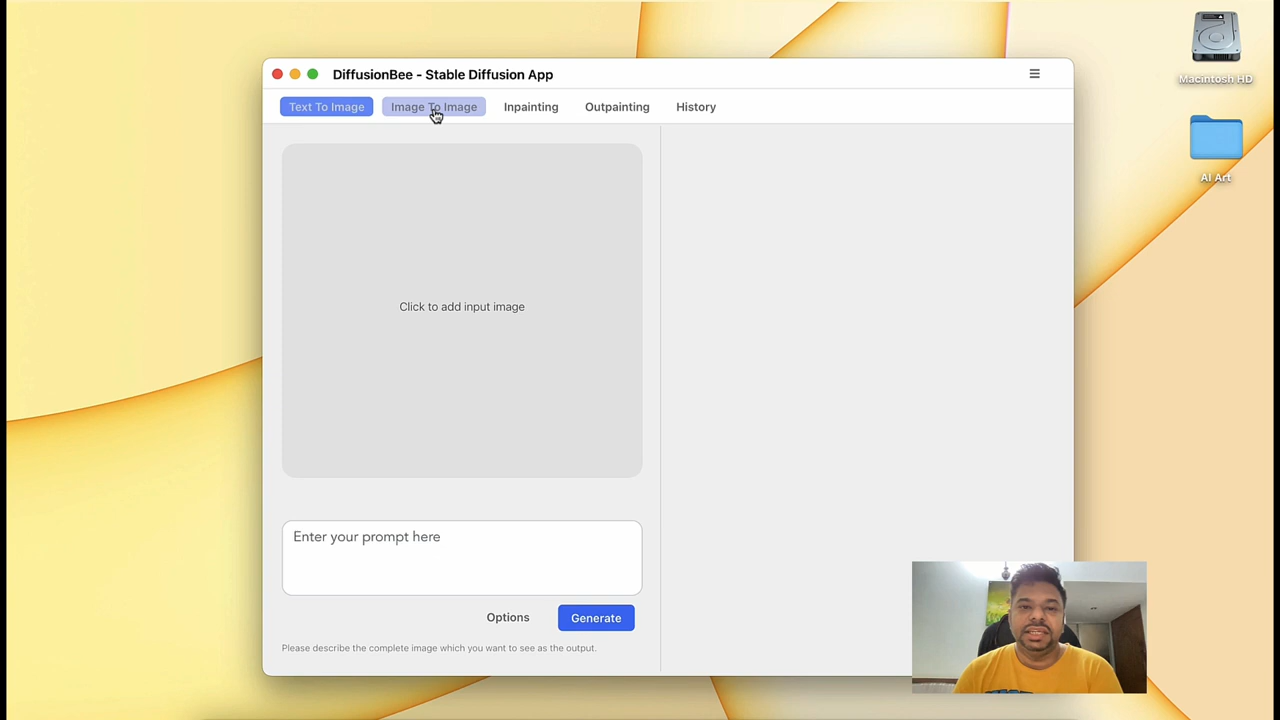 DiffusionBee - Stable Diffusion App
Text To Image Image To Image Inpainting Outpainting History
Click to add input image
Enter your prompt here
Options Generate
Please describe the complete image which you want to see as the output.
Macintosh HD
AI Art